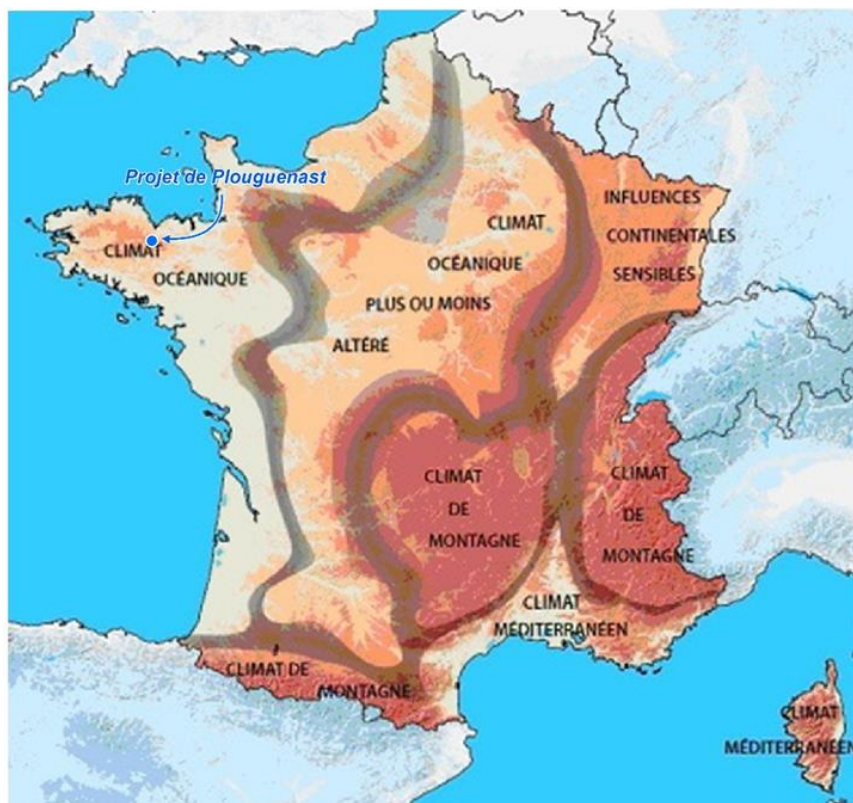 Projet de Plouguenast
CLIMAT
OCÉANIQUE
CLIMAT
OCÉANIQUE
PLUS OU MOINS
ALTÉRÉ
INFLUENCES
CONTINENTALES
SENSIBLES
CLIMAT
DE
MONTAGNE
CLIMAT
DE
MONTAGNE
CLIMAT
MÉDITERRANÉEN
CLIMAT DE
MONTAGNE
CLIMAT
MÉDITERRANÉEN